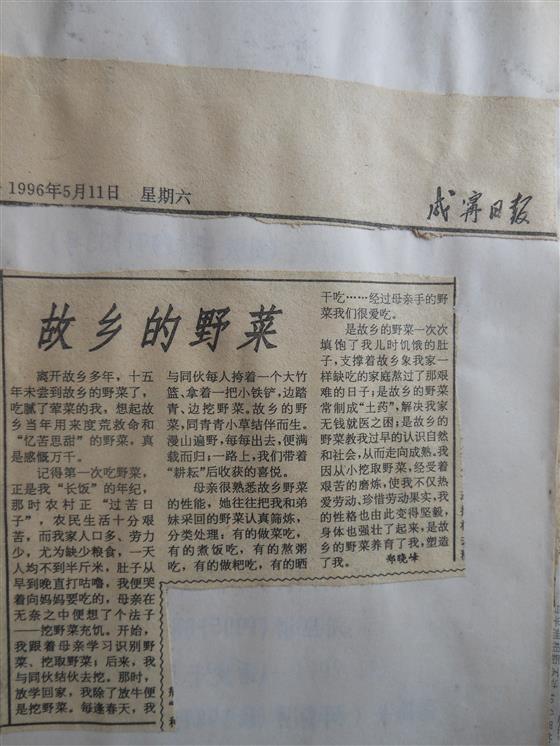 1996年5月11日 星期六
咸宁日报
故乡的野菜
离开故乡多年，十五
年未尝到故乡的野菜了，
吃腻了荤菜的我，想起故
乡当年用来度荒救命和
“忆苦思甜”的野菜，真
是感慨万千。
记得第一次吃野菜，
正是我“长饭”的年纪，
那时农村正“过苦日
子”，农民生活十分艰
苦，而我家人口多、劳力
少，尤为缺少粮食，一天
人均不到半斤米，肚子从
早到晚直打咕噜，我便哭
着向妈妈要吃的，母亲在
无奈之中便想了个法子
——挖野菜充饥。开始，
我跟着母亲学习识别野
菜、挖取野菜；后来，我
与同伙结伙去挖。那时，
放学回家，我除了放牛便
是挖野菜。每逢春天，我
与同伙每人挎着一个大竹
篮、拿着一把小铁铲，边踏
青、边挖野菜。故乡的野
菜，同青青小草结伴而生。
漫山遍野，每每出去，便满
载而归；一路上，我们带着
“耕耘”后收获的喜悦。
母亲很熟悉故乡野菜
的性能，她往往把我和弟
妹采回的野菜认真筛炼，
分类处理，有的做菜吃，
有的煮饭吃，有的熬粥
吃，有的做粑吃，有的晒
干吃……经过母亲手的野
菜我们很爱吃。
是故乡的野菜一次次
填饱了我儿时饥饿的肚
子，支撑着故乡象我家一
样缺吃的家庭熬过了那艰
难的日子；是故乡的野菜
常制成“土药”，解决我家
无钱就医之困；是故乡的野
菜教我过早的认识自然
和社会，从而走向成熟。我
因从小挖取野菜，经受着
艰苦的磨炼，使我不仅热
爱劳动、珍惜劳动果实，我
的性格也由此变得坚毅，
身体也强壮了起来，是故
乡的野菜养育了我，塑造
了我。
郑晓峰